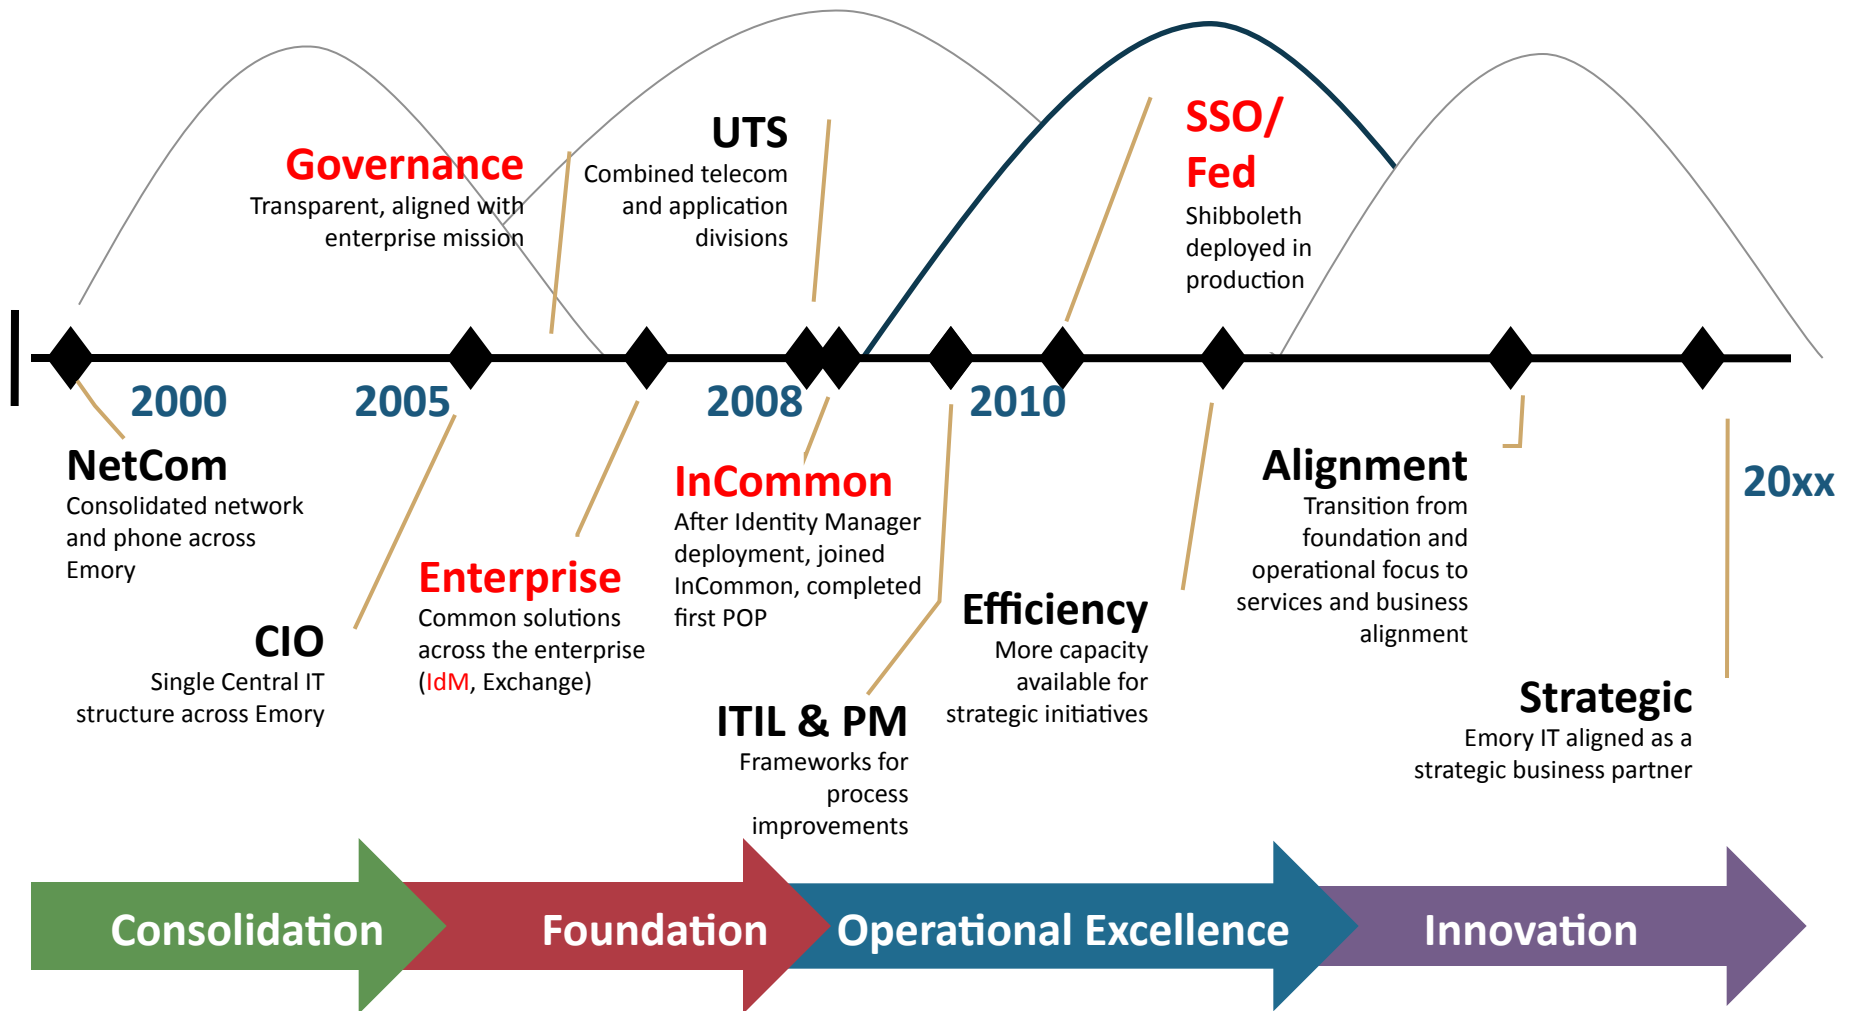 Governance
Transparent, aligned with
enterprise mission
UTS
Combined telecom
and application
divisions
SSO/
Fed
Shibboleth
deployed in
production
2000
2005
2008
2010
20xx
NetCom
Consolidated network
and phone across
Emory
CIO
Single Central IT
structure across Emory
Enterprise
Common solutions
across the enterprise
(IdM, Exchange)
InCommon
After Identity Manager
deployment, joined
InCommon, completed
first POP
ITIL & PM
Frameworks for
process
improvements
Efficiency
More capacity
available for
strategic initiatives
Alignment
Transition from
foundation and
operational focus to
services and business
alignment
Strategic
Emory IT aligned as a
strategic business partner
Consolidation
Foundation
Operational Excellence
Innovation